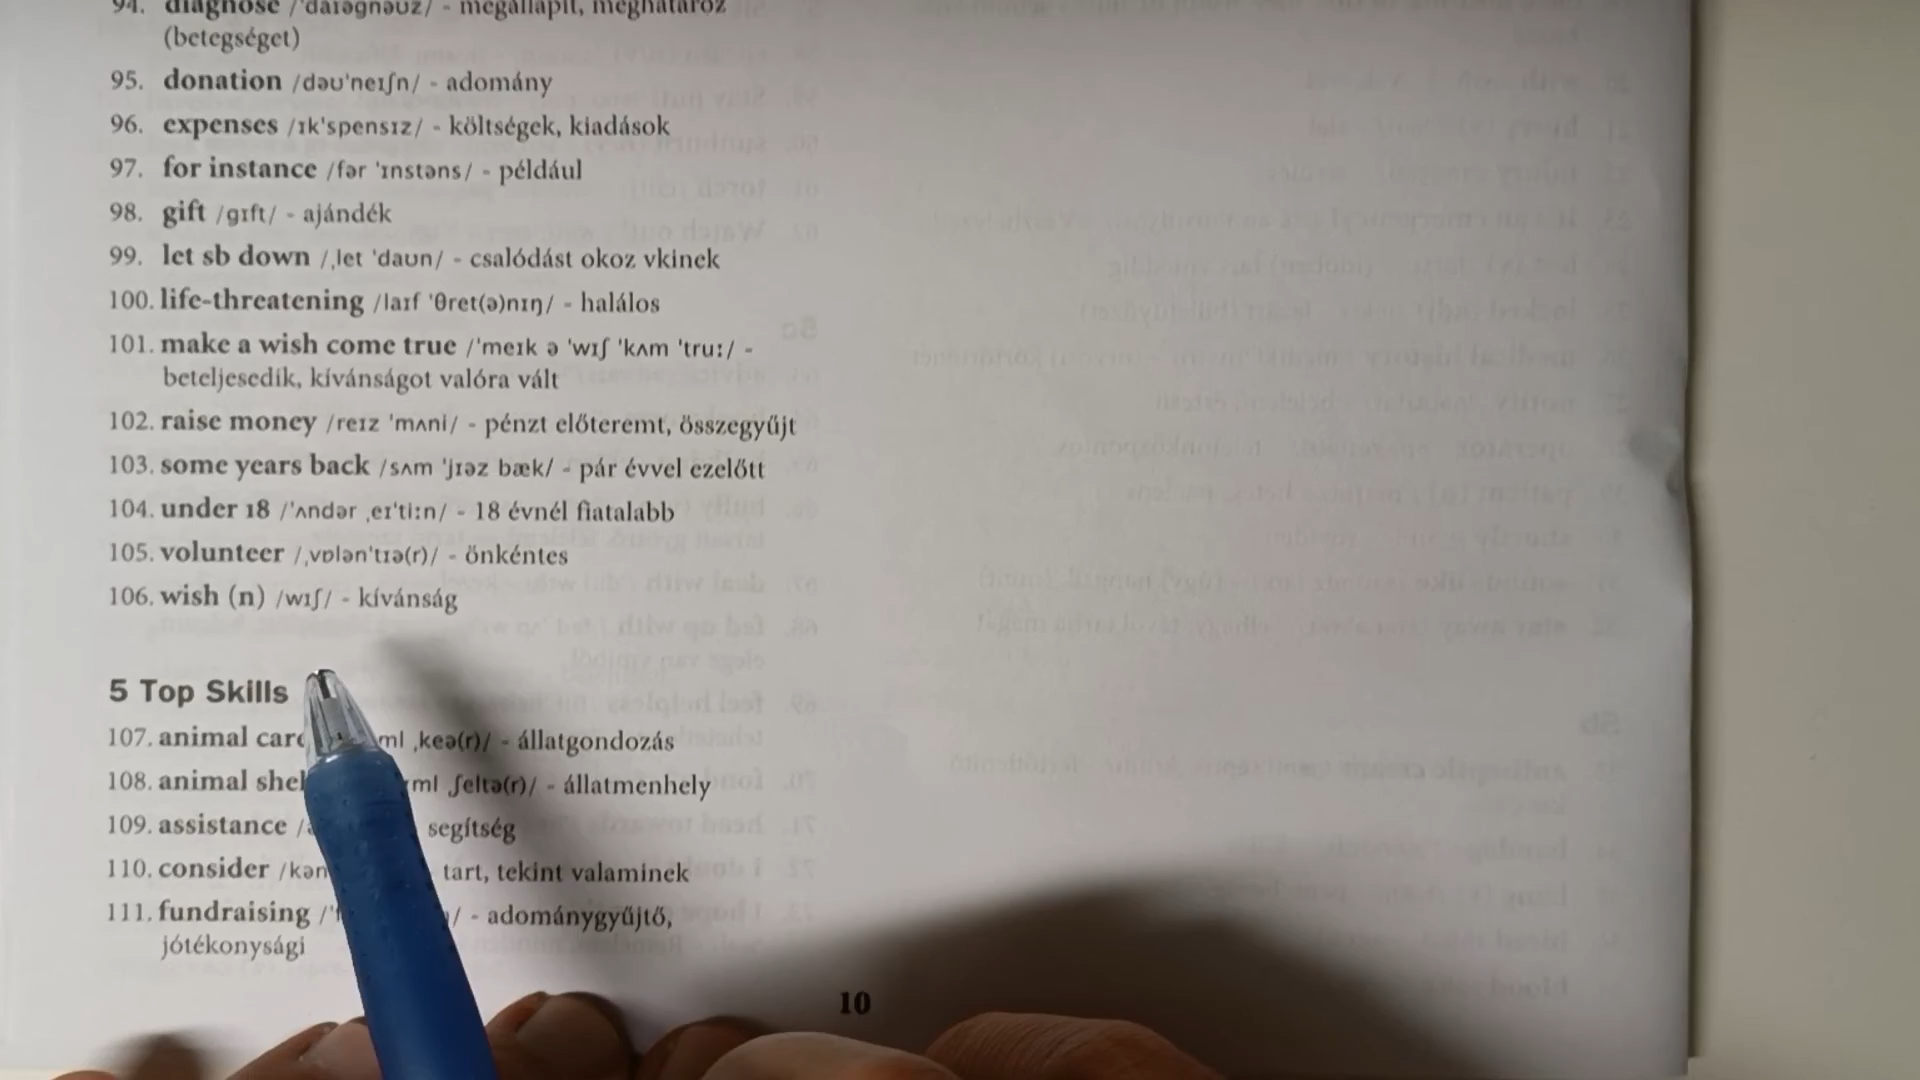 94. diagnose /ˈdaɪəgnəʊz/ - megállapít, meghatároz
(betegséget)
95. donation /dəʊˈneɪʃn/ - adomány
96. expenses /ɪkˈspensɪz/ - költségek, kiadások
97. for instance /fər ˈɪnstəns/ - például
98. gift /gɪft/ - ajándék
99. let sb down /ˌlet ˈdaʊn/ - csalódást okoz vkinek
100. life-threatening /laɪf ˈθret(ə)nɪŋ/ - halálos
101. make a wish come true /ˈmeɪk ə ˈwɪʃ ˈkʌm ˈtruː/ -
beteljesedik, kívánságot valóra vált
102. raise money /reɪz ˈmʌni/ - pénzt előteremt, összegyűjt
103. some years back /sʌm ˈjɪəz bæk/ - pár évvel ezelőtt
104. under 18 /ˈʌndər ˌeɪˈtiːn/ - 18 évnél fiatalabb
105. volunteer /ˌvɒlənˈtɪə(r)/ - önkéntes
106. wish (n) /wɪʃ/ - kívánság
5 Top Skills
107. animal care ml ˌkeə(r)/ - állatgondozás
108. animal shel ml ˌʃeltə(r)/ - állatmenhely
109. assistance segítség
110. consider /kən tart, tekint valaminek
111. fundraising / - adománygyűjtő,
jótékonysági
10